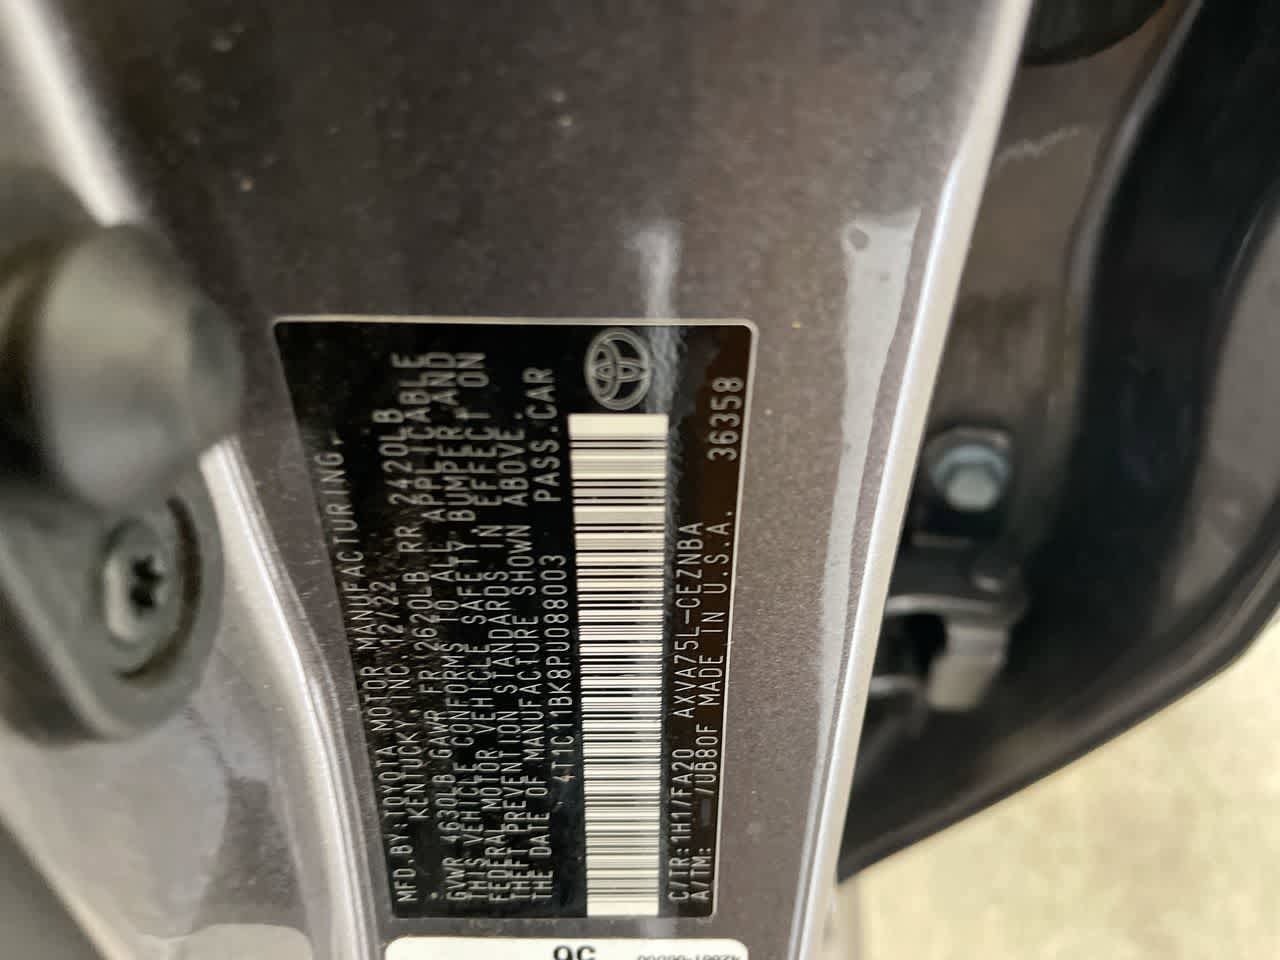 MFD.BY:TOYOTA MOTOR MANUFACTURING,
KENTUCKY,INC.12/22
GVWR 4630LB GAWR FR 2620LB RR 2420LB
THIS VEHICLE CONFORMS TO ALL APPLICABLE
FEDERAL MOTOR VEHICLE SAFETY,BUMPER,AND
THEFT PREVENTION STANDARDS IN EFFECT ON
THE DATE OF MANUFACTURE SHOWN ABOVE.
4T1C11BK8PU088003 PASS.CAR
C/TR:1H1/FA20 AXVA75L-CEZNBA
A/TM: —/UB80F MADE IN U.S.A. 36358